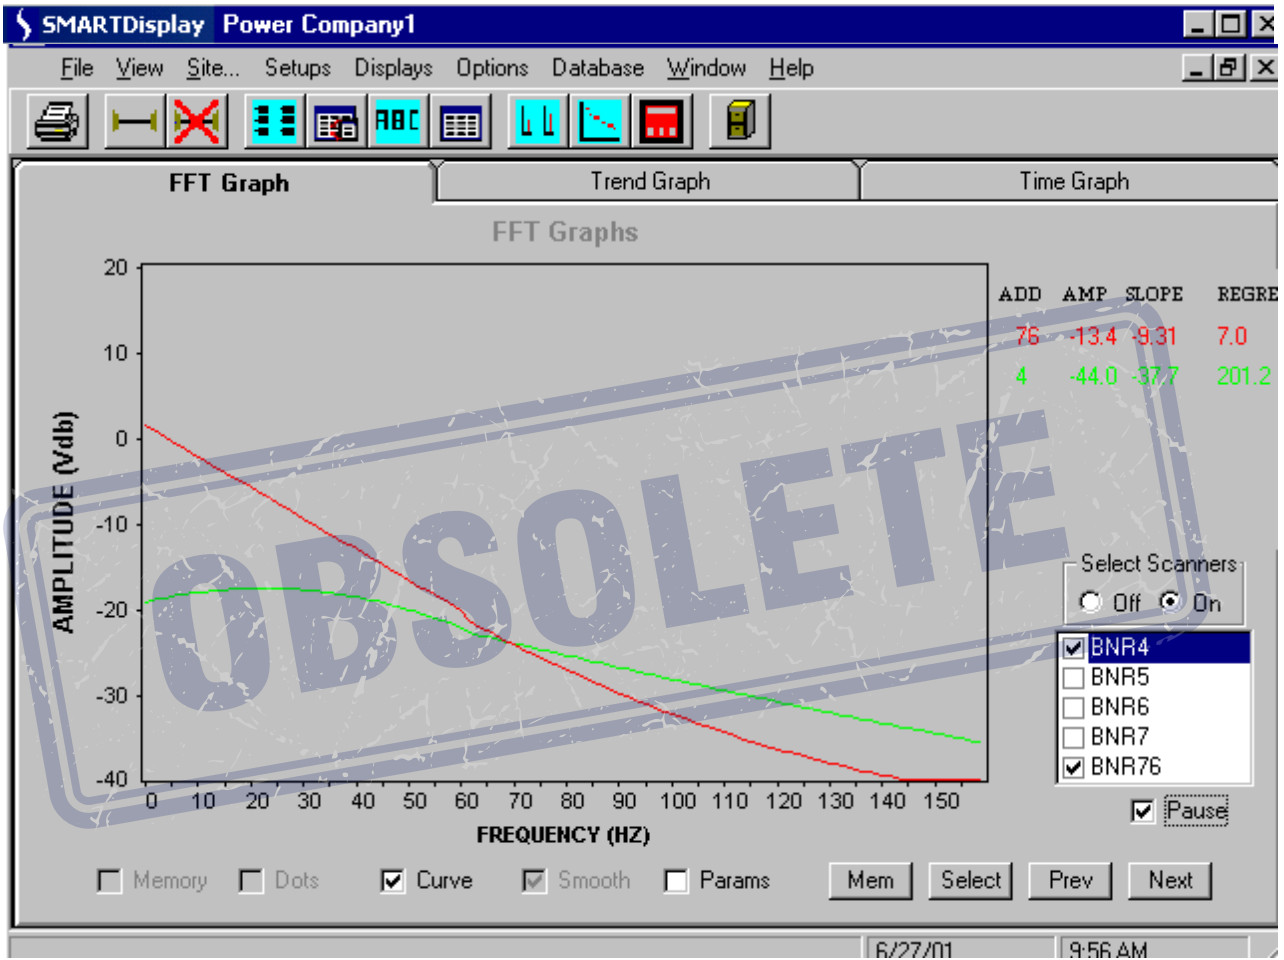 SMARTDisplay Power Company1
File View Site... Setups Displays Options Database Window Help
ABC
FFT Graph Trend Graph Time Graph
FFT Graphs
ADD AMP SLOPE REGRE
76 -13.4 -9.31 7.0
4 -44.0 -37.7 201.2
AMPLITUDE (Vdb)
20
10
0
-10
-20
-30
-40
0 10 20 30 40 50 60 70 80 90 100 110 120 130 140 150
FREQUENCY (HZ)
OBSOLETE
Select Scanners
Off On
BNR4
BNR5
BNR6
BNR7
BNR76
Pause
Memory Dots Curve Smooth Params Mem Select Prev Next
6/27/01 9:56 AM